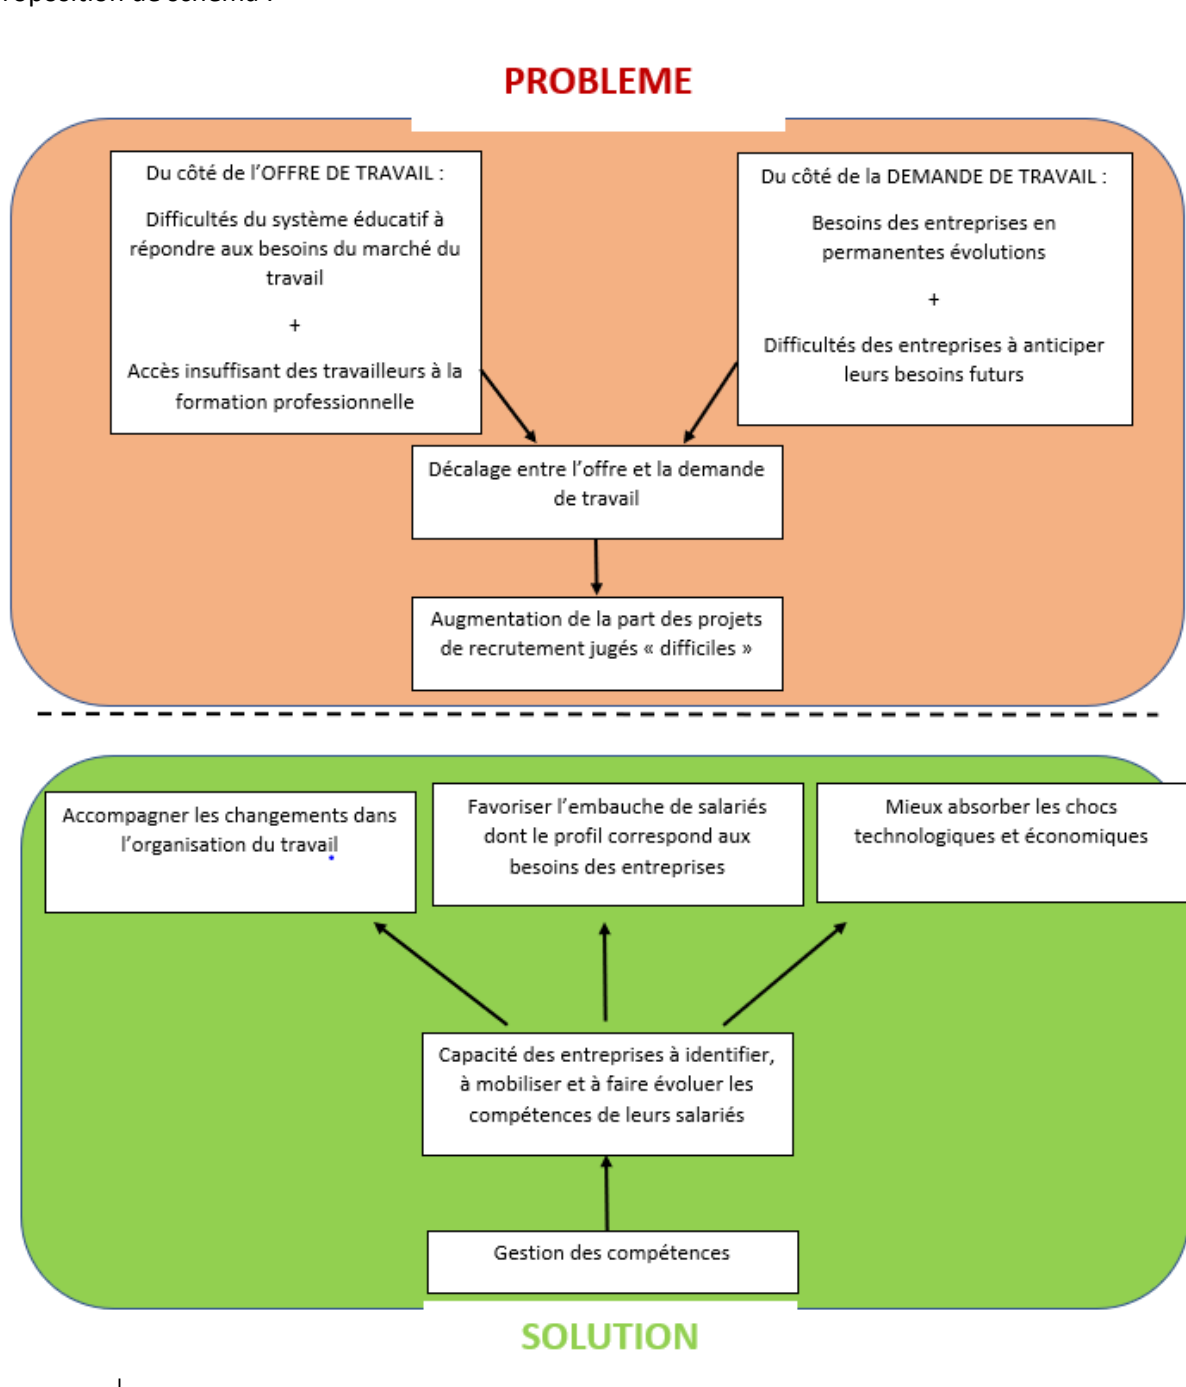 roposition de schéma :
PROBLEME
Du côté de l’OFFRE DE TRAVAIL :
Difficultés du système éducatif à
répondre aux besoins du marché du
travail
+
Accès insuffisant des travailleurs à la
formation professionnelle
Du côté de la DEMANDE DE TRAVAIL :
Besoins des entreprises en
permanentes évolutions
+
Difficultés des entreprises à anticiper
leurs besoins futurs
Décalage entre l’offre et la demande
de travail
Augmentation de la part des projets
de recrutement jugés « difficiles »
Accompagner les changements dans
l’organisation du travail
Favoriser l’embauche de salariés
dont le profil correspond aux
besoins des entreprises
Mieux absorber les chocs
technologiques et économiques
Capacité des entreprises à identifier,
à mobiliser et à faire évoluer les
compétences de leurs salariés
Gestion des compétences
SOLUTION